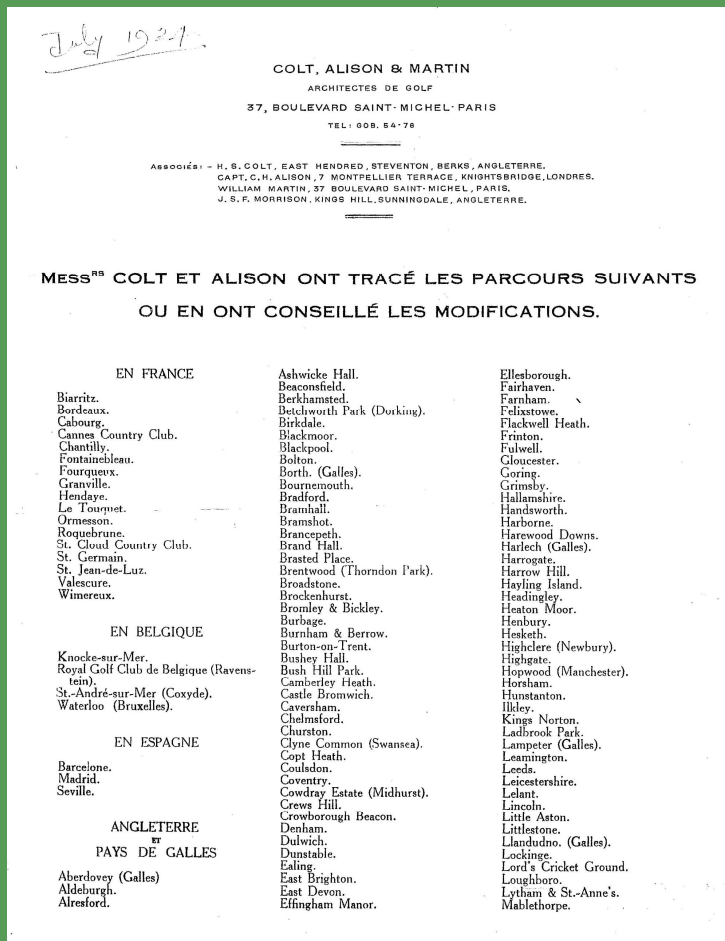 July 1924.
COLT, ALISON & MARTIN
ARCHITECTES DE GOLF
37, BOULEVARD SAINT-MICHEL-PARIS
TEL: GOB. 54-76
ASSOCIÉS: - H. S. COLT, EAST HENDRED, STEVENTON, BERKS, ANGLETERRE.
CAPT. C. H. ALISON, 7 MONTPELLIER TERRACE, KNIGHTSBRIDGE, LONDRES.
WILLIAM MARTIN, 37 BOULEVARD SAINT-MICHEL, PARIS.
J. S. F. MORRISON, KINGS HILL, SUNNINGDALE, ANGLETERRE.
MESSRS COLT ET ALISON ONT TRACÉ LES PARCOURS SUIVANTS
OU EN ONT CONSEILLÉ LES MODIFICATIONS.
EN FRANCE
Biarritz.
Bordeaux.
Cabourg.
Cannes Country Club.
Chantilly.
Fontainebleau.
Fourqueux.
Granville.
Hendaye.
Le Touquet.
Ormesson.
Roquebrune.
St. Cloud Country Club.
St. Germain.
St. Jean-de-Luz.
Valescure.
Wimereux.
EN BELGIQUE
Knocke-sur-Mer.
Royal Golf Club de Belgique (Ravens-
tein).
St.-André-sur-Mer (Coxyde).
Waterloo (Bruxelles).
EN ESPAGNE
Barcelone.
Madrid.
Seville.
ANGLETERRE
ET
PAYS DE GALLES
Aberdovey (Galles)
Aldeburgh.
Alresford.
Ashwicke Hall.
Beaconsfield.
Berkhamsted.
Betchworth Park (Dorking).
Birkdale.
Blackmoor.
Blackpool.
Bolton.
Borth. (Galles).
Bournemouth.
Bradford.
Bramhall.
Bramshot.
Brancepeth.
Brand Hall.
Brasted Place.
Brentwood (Thorndon Park).
Broadstone.
Brockenhurst.
Bromley & Bickley.
Burbage.
Burnham & Berrow.
Burton-on-Trent.
Bushey Hall.
Bush Hill Park.
Camberley Heath.
Castle Bromwich.
Caversham.
Chelmsford.
Churston.
Clyne Common (Swansea).
Copt Heath.
Coulsdon.
Coventry.
Cowdray Estate (Midhurst).
Crews Hill.
Crowborough Beacon.
Denham.
Dulwich.
Dunstable.
Ealing.
East Brighton.
East Devon.
Effingham Manor.
Ellesborough.
Fairhaven.
Farnham.
Felixstowe.
Flackwell Heath.
Frinton.
Fulwell.
Gloucester.
Goring.
Grimsby.
Hallamshire.
Handsworth.
Harborne.
Harewood Downs.
Harlech (Galles).
Harrogate.
Harrow Hill.
Hayling Island.
Headingley.
Heaton Moor.
Henbury.
Hesketh.
Highclere (Newbury).
Highgate.
Hopwood (Manchester).
Horsham.
Hunstanton.
Ilkley.
Kings Norton.
Ladbrook Park.
Lampeter (Galles).
Leamington.
Leeds.
Leicestershire.
Lelant.
Lincoln.
Little Aston.
Littlestone.
Llandudno. (Galles).
Lockinge.
Lord's Cricket Ground.
Loughboro.
Lytham & St.-Anne's.
Mablethorpe.